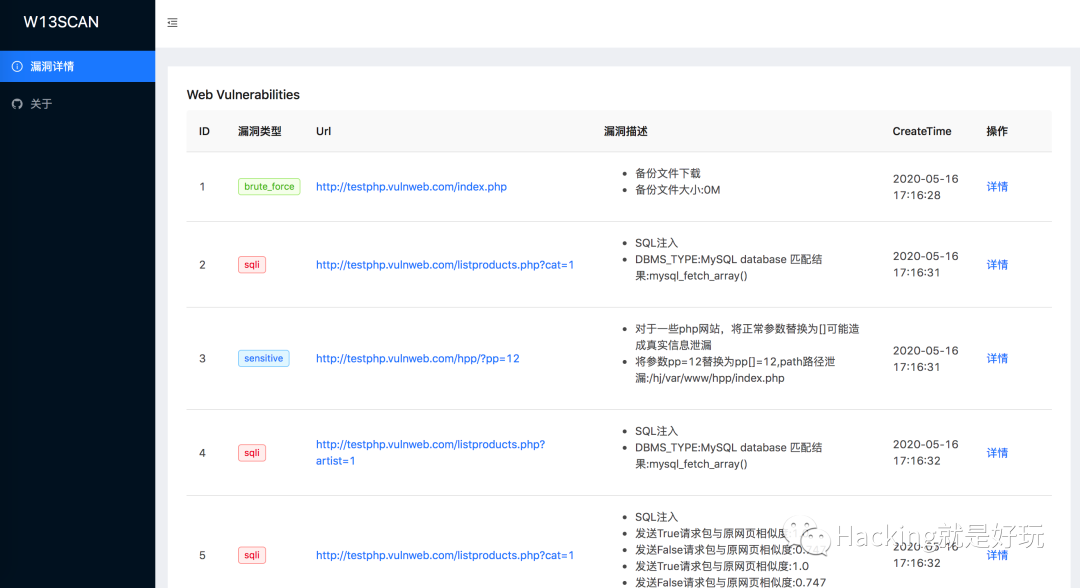 W13SCAN
漏洞详情
关于
Web Vulnerabilities
ID 漏洞类型 Url 漏洞描述 CreateTime 操作
1 brute_force http://testphp.vulnweb.com/index.php
备份文件下载
备份文件大小:0M
2020-05-16
17:16:28
详情
2 sqli http://testphp.vulnweb.com/listproducts.php?cat=1
SQL注入
DBMS_TYPE:MySQL database 匹配结
果:mysql_fetch_array()
2020-05-16
17:16:31
详情
3 sensitive http://testphp.vulnweb.com/hpp/?pp=12
对于一些php网站，将正常参数替换为[]可能造
成真实信息泄漏
将参数pp=12替换为pp[]=12,path路径泄
漏:/hj/var/www/hpp/index.php
2020-05-16
17:16:31
详情
4 sqli
http://testphp.vulnweb.com/listproducts.php?
artist=1
SQL注入
DBMS_TYPE:MySQL database 匹配结
果:mysql_fetch_array()
2020-05-16
17:16:32
详情
5 sqli http://testphp.vulnweb.com/listproducts.php?cat=1
SQL注入
发送True请求包与原网页相似度
发送False请求包与原网页相似度:0.
发送True请求包与原网页相似度:1.0
发送False请求包与原网页相似度:0.747
2020-05-16
17:16:32
详情
Hacking就是好玩